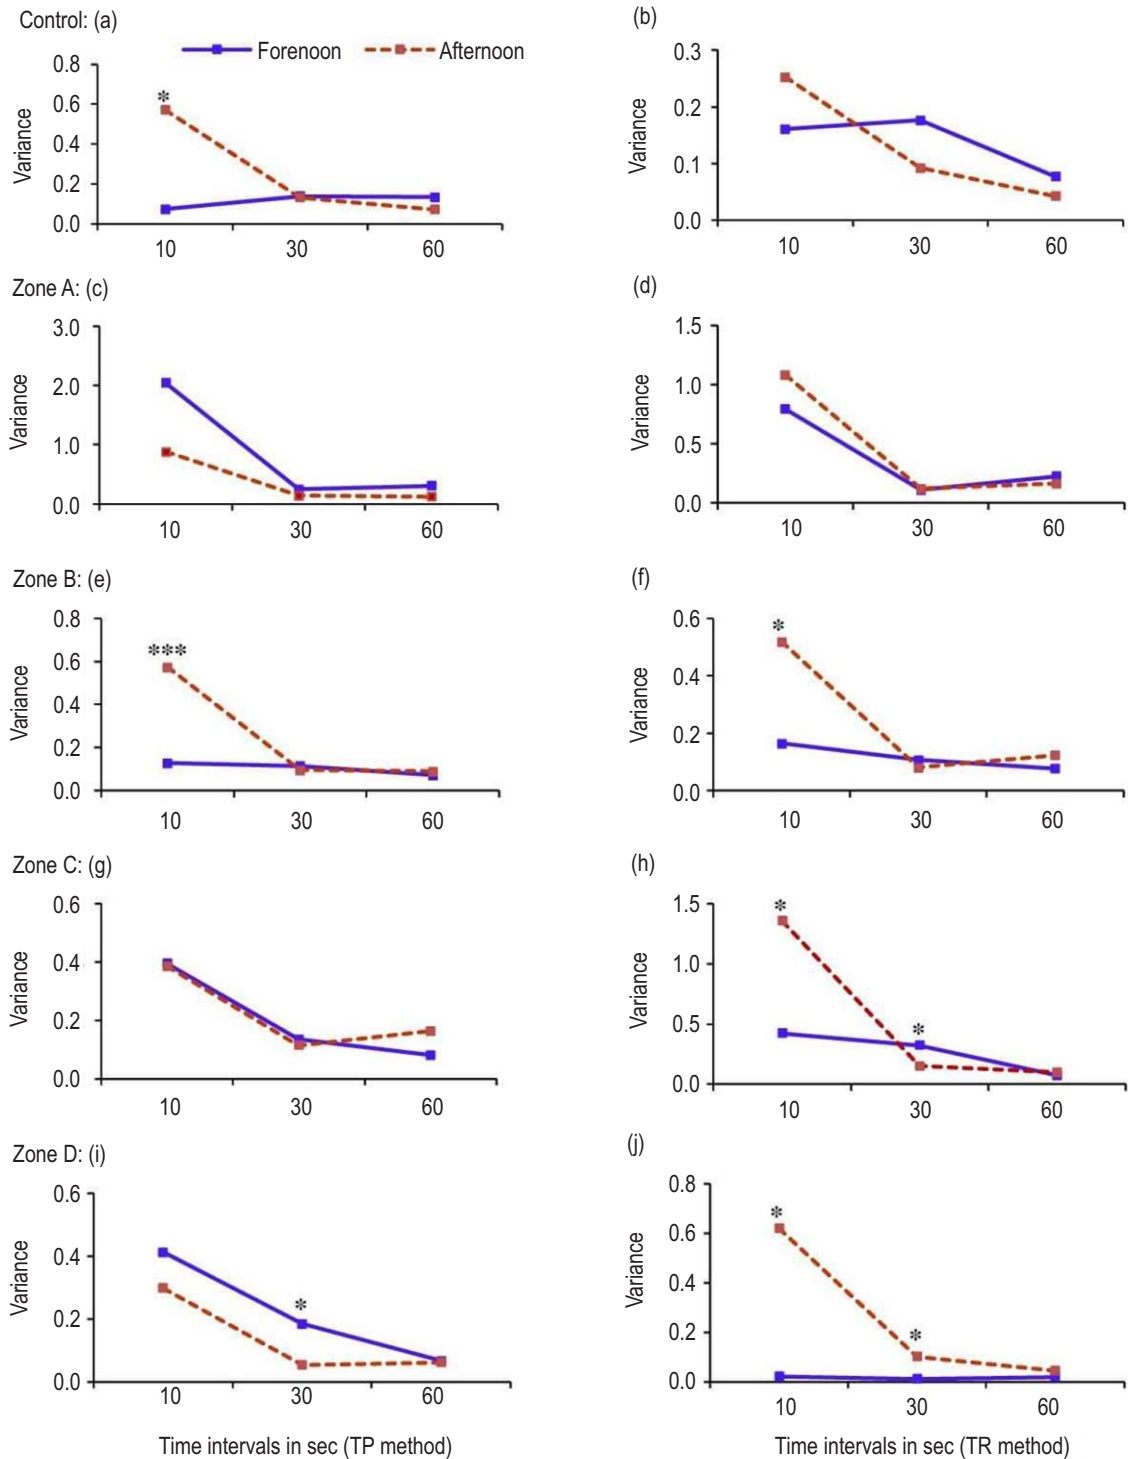 Control: (a)
Forenoon Afternoon
Variance
0.8
0.6
0.4
0.2
0.0
*
10 30 60
(b)
Variance
0.3
0.2
0.1
0.0
10 30 60
Zone A: (c)
Variance
3.0
2.0
1.0
0.0
10 30 60
(d)
Variance
1.5
1.0
0.5
0.0
10 30 60
Zone B: (e)
Variance
0.8
0.6
0.4
0.2
0.0
***
10 30 60
(f)
Variance
0.6
0.4
0.2
0.0
*
10 30 60
Zone C: (g)
Variance
0.6
0.4
0.2
0.0
10 30 60
(h)
Variance
1.5
1.0
0.5
0.0
*
*
10 30 60
Zone D: (i)
Variance
0.6
0.4
0.2
0.0
*
10 30 60
Time intervals in sec (TP method)
(j)
Variance
0.8
0.6
0.4
0.2
0.0
*
*
10 30 60
Time intervals in sec (TR method)